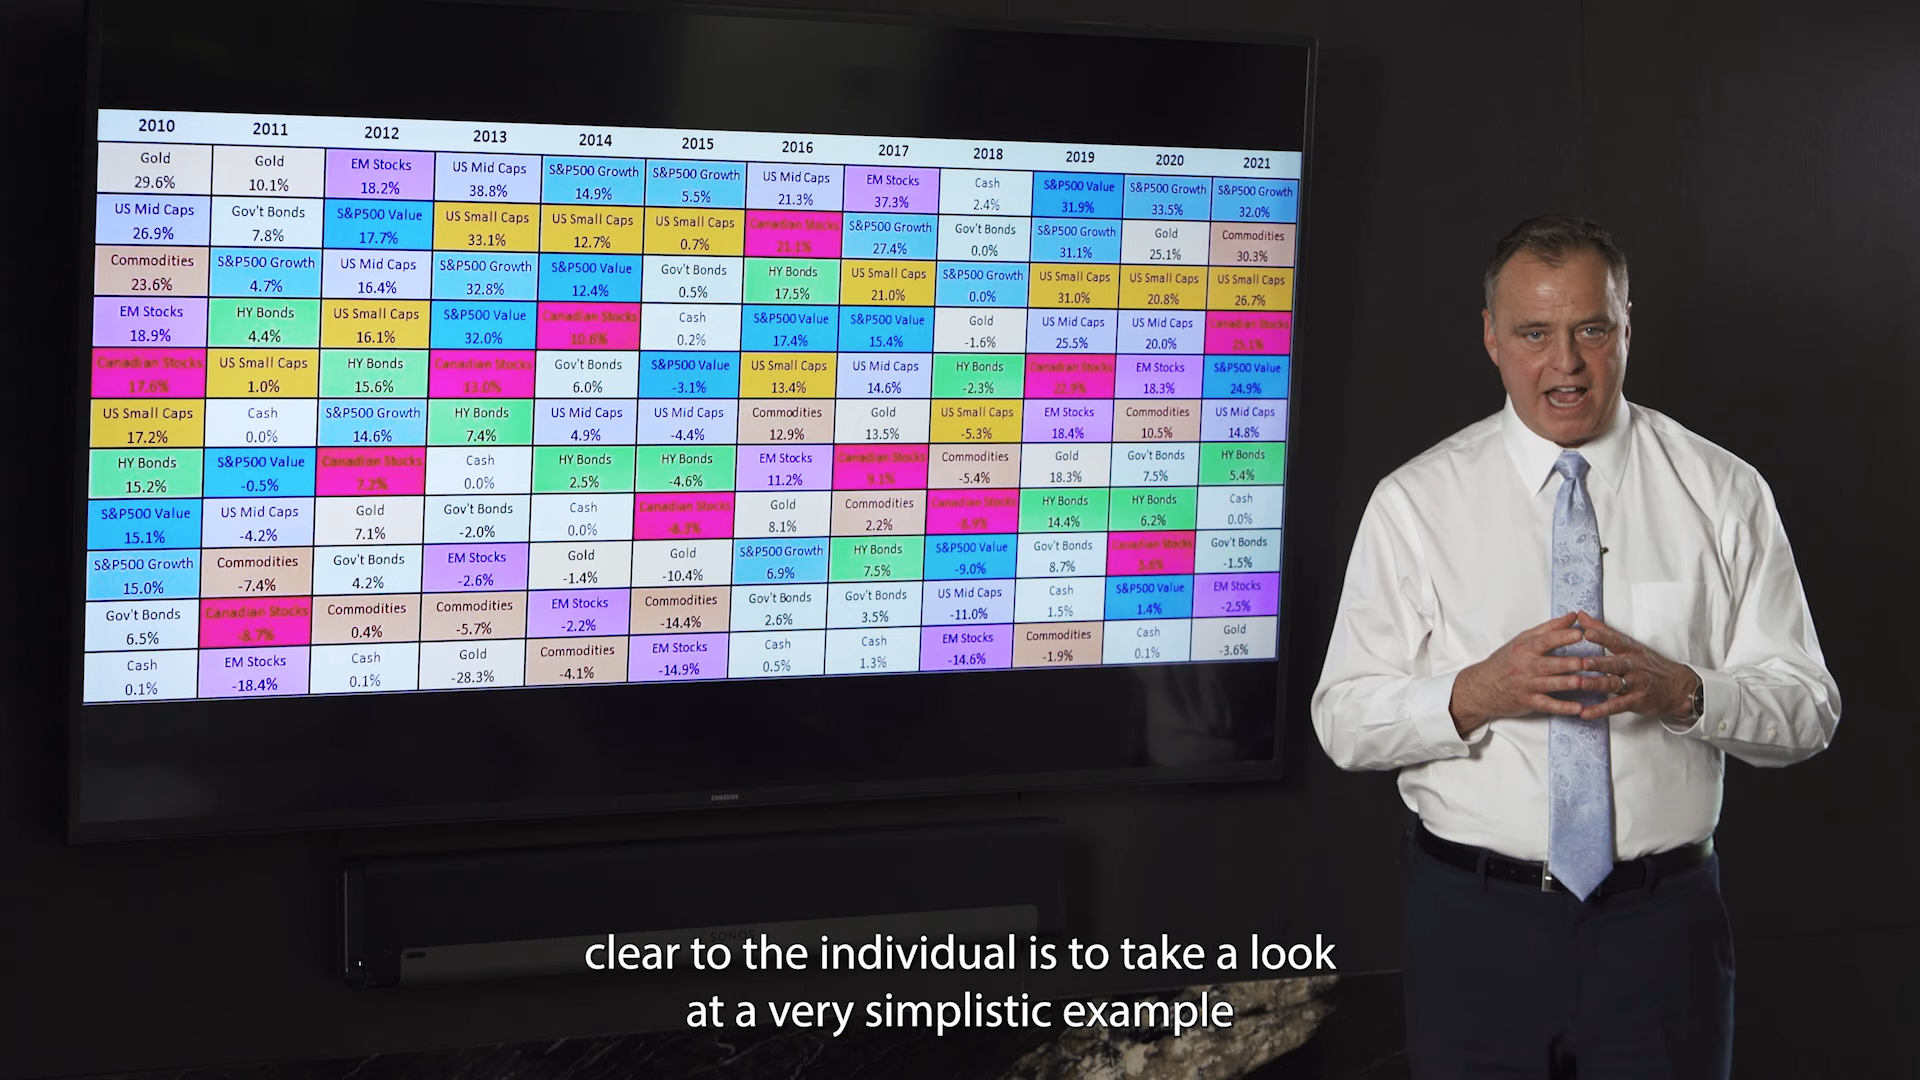 2010 2011 2012 2013 2014 2015 2016 2017 2018 2019 2020 2021
Gold Gold EM Stocks US Mid Caps S&P500 Growth S&P500 Growth US Mid Caps EM Stocks Cash S&P500 Value S&P500 Growth S&P500 Growth
29.6% 10.1% 18.2% 38.8% 14.9% 5.5% 21.3% 37.3% 2.4% 31.9% 33.5% 32.0%
US Mid Caps Gov't Bonds S&P500 Value US Small Caps US Small Caps US Small Caps Canadian Stocks S&P500 Growth Gov't Bonds S&P500 Growth Gold Commodities
26.9% 7.8% 17.7% 33.1% 12.7% 0.7% 21.1% 27.4% 0.0% 31.1% 25.1% 30.3%
Commodities S&P500 Growth US Mid Caps S&P500 Growth S&P500 Value Gov't Bonds HY Bonds US Small Caps S&P500 Growth US Small Caps US Small Caps US Small Caps
23.6% 4.7% 16.4% 32.8% 12.4% 0.5% 17.5% 21.0% 0.0% 31.0% 20.8% 26.7%
EM Stocks HY Bonds US Small Caps S&P500 Value Canadian Stocks Cash S&P500 Value S&P500 Value Gold US Mid Caps US Mid Caps Canadian Stocks
18.9% 4.4% 16.1% 32.0% 10.6% 0.2% 17.4% 15.4% -1.6% 25.5% 20.0% 25.1%
Canadian Stocks US Small Caps HY Bonds Canadian Stocks Gov't Bonds S&P500 Value US Small Caps US Mid Caps HY Bonds Canadian Stocks EM Stocks S&P500 Value
17.6% 1.0% 15.6% 13.0% 6.0% -3.1% 13.4% 14.6% -2.3% 22.9% 18.3% 24.9%
US Small Caps Cash S&P500 Growth HY Bonds US Mid Caps US Mid Caps Commodities Gold US Small Caps EM Stocks Commodities US Mid Caps
17.2% 0.0% 14.6% 7.4% 4.9% -4.4% 12.9% 13.5% -5.3% 18.4% 10.5% 14.8%
HY Bonds S&P500 Value Canadian Stocks Cash HY Bonds HY Bonds EM Stocks Canadian Stocks Commodities Gold Gov't Bonds HY Bonds
15.2% -0.5% 7.2% 0.0% 2.5% -4.6% 11.2% 9.1% -5.4% 18.3% 7.5% 5.4%
S&P500 Value US Mid Caps Gold Gov't Bonds Cash Canadian Stocks Gold Commodities Canadian Stocks HY Bonds HY Bonds Cash
15.1% -4.2% 7.1% -2.0% 0.0% -8.3% 8.1% 2.2% -8.9% 14.4% 6.2% 0.0%
S&P500 Growth Commodities Gov't Bonds EM Stocks Gold Gold S&P500 Growth HY Bonds S&P500 Value Gov't Bonds Canadian Stocks Gov't Bonds
15.0% -7.4% 4.2% -2.6% -1.4% -10.4% 6.9% 7.5% -9.0% 8.7% 5.6% -1.5%
Gov't Bonds Canadian Stocks Commodities Commodities EM Stocks Commodities Gov't Bonds Gov't Bonds US Mid Caps Cash S&P500 Value EM Stocks
6.5% -8.7% 0.4% -5.7% -2.2% -14.4% 2.6% 3.5% -11.0% 1.5% 1.4% -2.5%
Cash EM Stocks Cash Gold Commodities EM Stocks Cash Cash EM Stocks Commodities Cash Gold
0.1% -18.4% 0.1% -28.3% -4.1% -14.9% 0.5% 1.3% -14.6% -1.9% 0.1% -3.6%
SAMSUNG
SONOS
clear to the individual is to take a look
at a very simplistic example